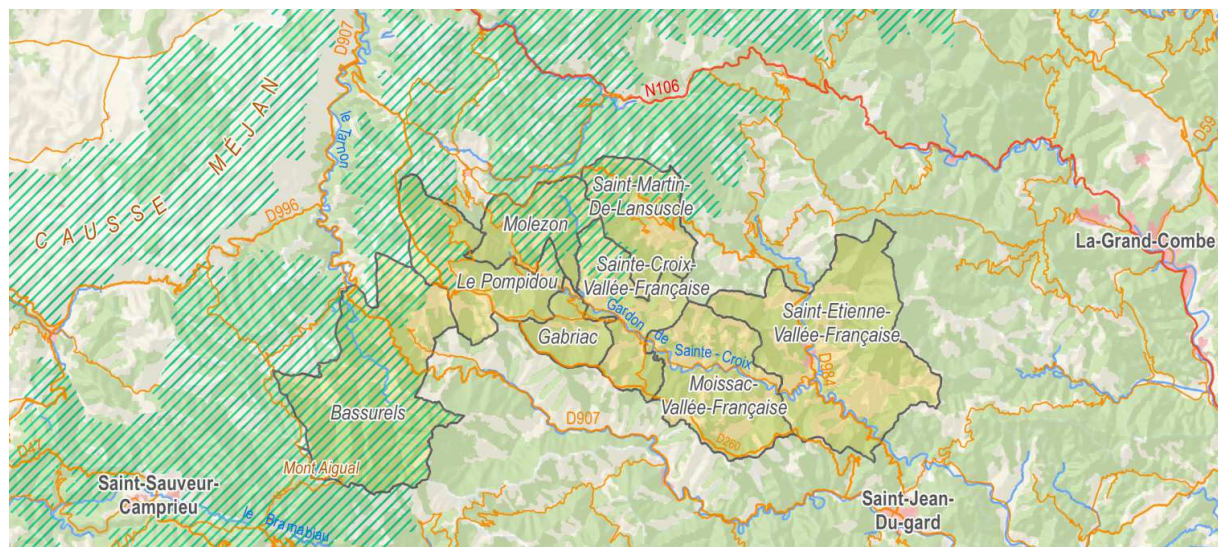 D907
N106
D59
le Tarnon
CAUSSE MÉJAN
D996
Saint-Martin-
De-Lansuscle
Molezon
La-Grand-Combe
Sainte-Croix-
Vallée-Française
Le Pompidou
Saint-Etienne-
Vallée-Française
Gardon de Sainte-Croix
Gabriac
D984
Moissac-
Vallée-Française
Bassurels
D907
D260
D47
Mont Aigual
Saint-Sauveur-
Camprieu
le Bramabiau
Saint-Jean-
Du-gard